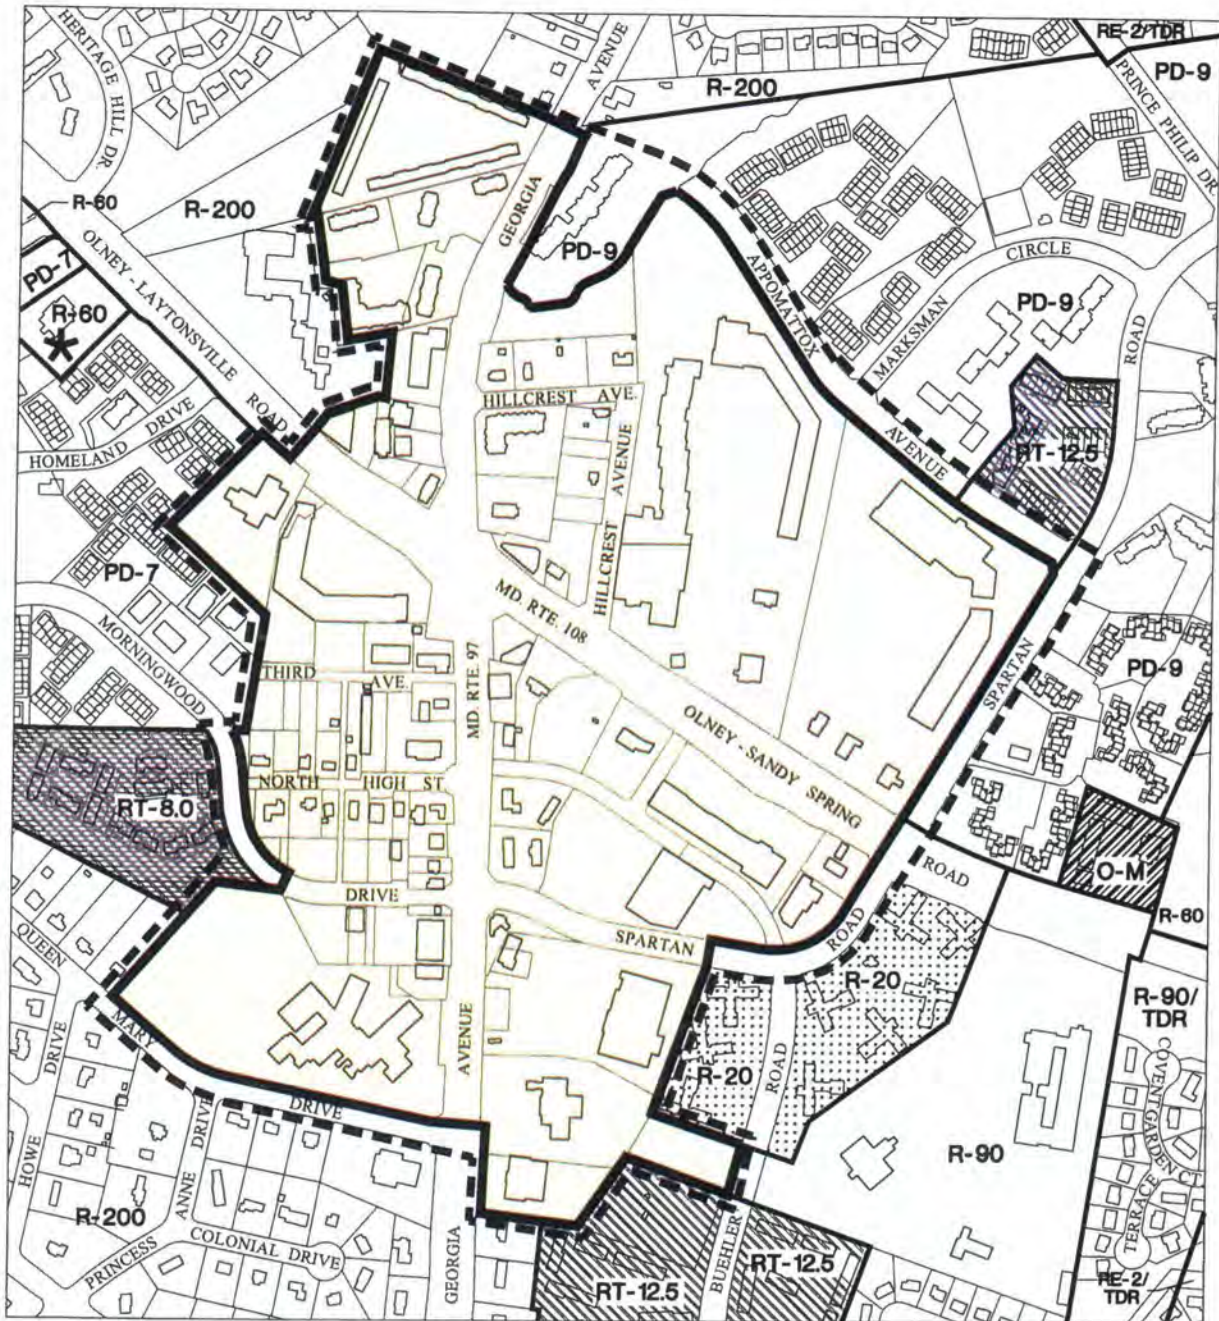 HERITAGE HILL DR.
AVENUE
RE-2/TDR
PD-9
R-200
PRINCE PHILIP DR.
R-60
R-200
GEORGIA
PD-9
APPOMATTOX
CIRCLE
PD-7
OLNEY - LAYTONSVILLE
R-60
MARKSMAN
PD-9
ROAD
ROAD
HILLCREST AVE.
HOMELAND DRIVE
AVENUE
AVENUE
RT-12.5
HILLCREST
PD-7
MD. RTE. 108
MORNINGWOOD
THIRD AVE.
MD. RTE. 97
SPARTAN
PD-9
OLNEY - SANDY SPRING
NORTH HIGH ST
RT-8.0
ROAD
O-M
DRIVE
R-60
QUEEN
SPARTAN
ROAD
R-20
R-90/
TDR
MARY
DRIVE
AVENUE
R-20
ROAD
COVENT GARDEN CT
DRIVE
DRIVE
HOWE
R-90
ANNE
R-200
TERRACE
PRINCESS
COLONIAL DRIVE
GEORGIA
BUEHLER
RT-12.5
RT-12.5
RE-2/
TDR